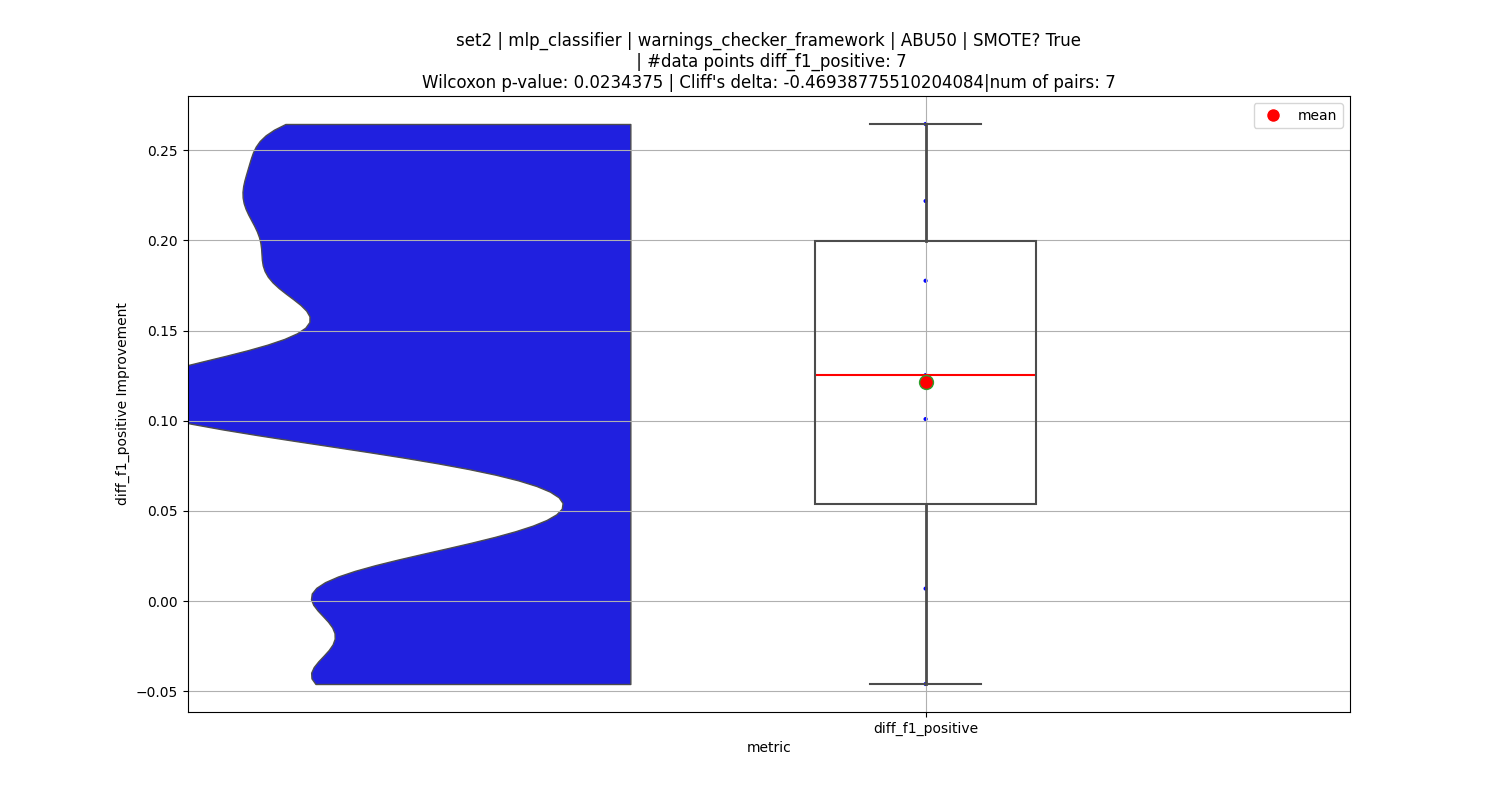 set2 | mlp_classifier | warnings_checker_framework | ABU50 | SMOTE? True
| #data points diff_f1_positive: 7
Wilcoxon p-value: 0.0234375 | Cliff's delta: -0.46938775510204084|num of pairs: 7
mean
0.25
0.20
0.15
0.10
0.05
0.00
−0.05
diff_f1_positive Improvement
diff_f1_positive
metric